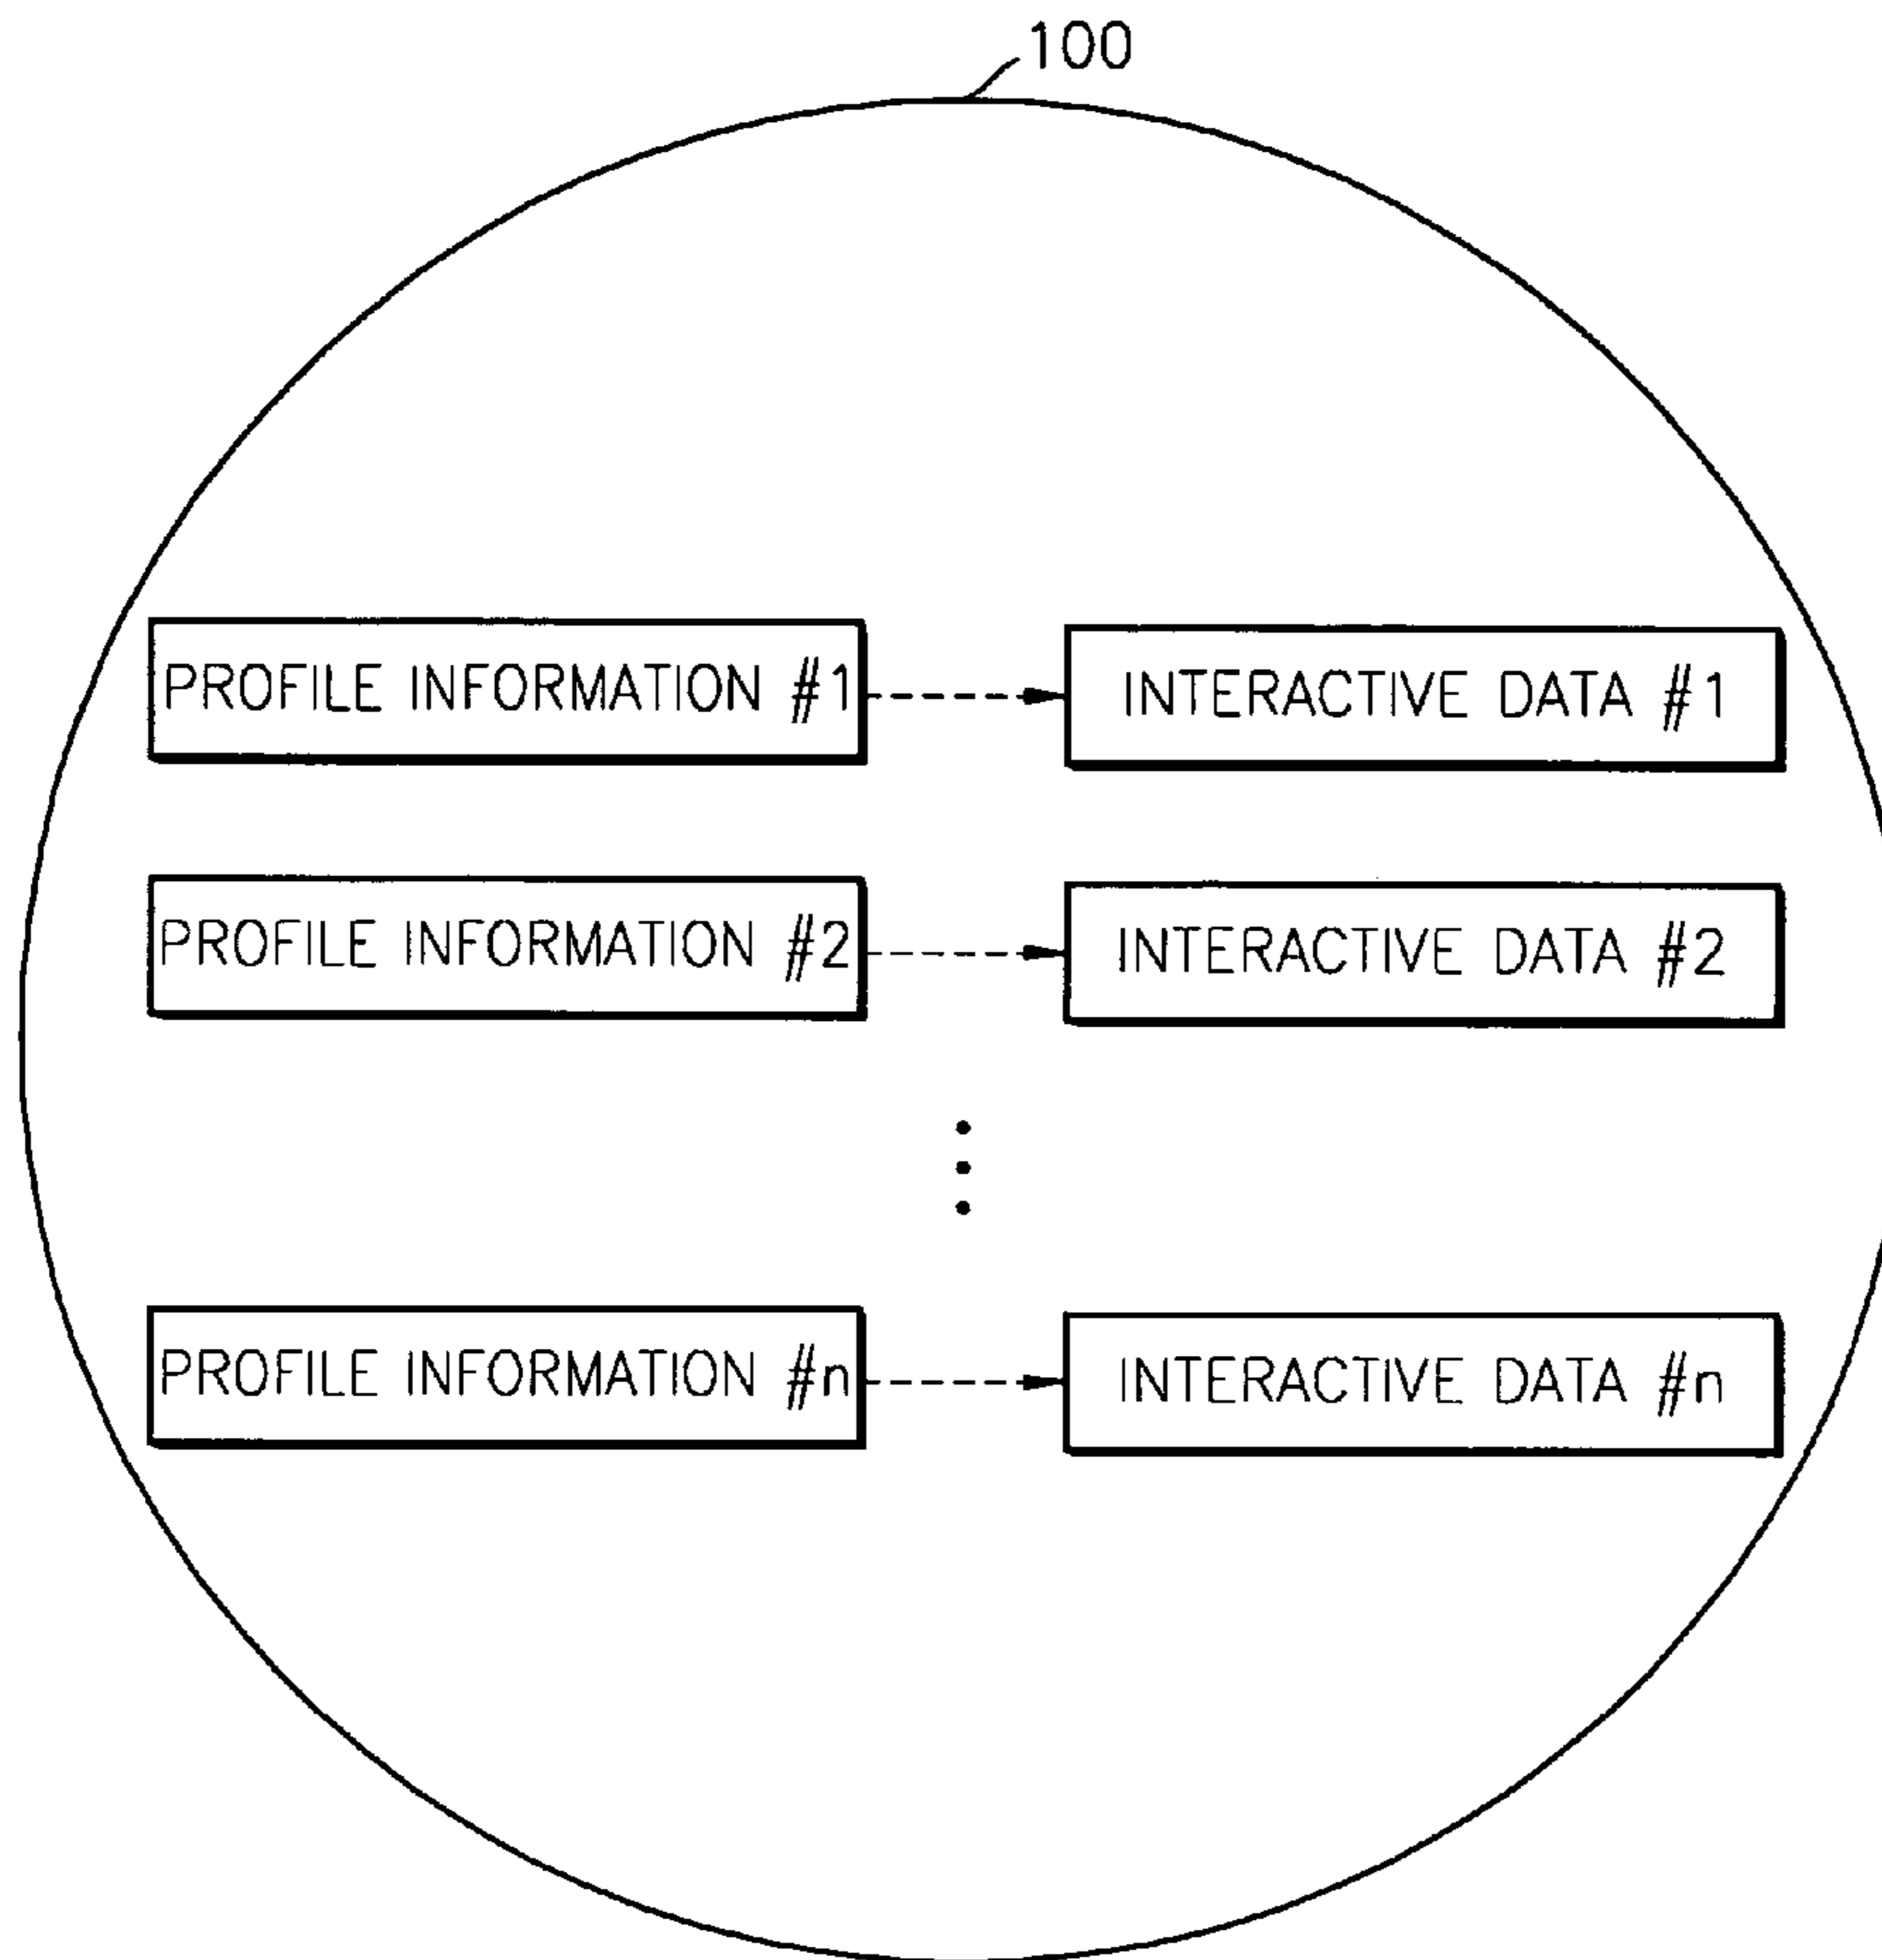 100
PROFILE INFORMATION #1
INTERACTIVE DATA #1
PROFILE INFORMATION #2
INTERACTIVE DATA #2
PROFILE INFORMATION #n
INTERACTIVE DATA #n